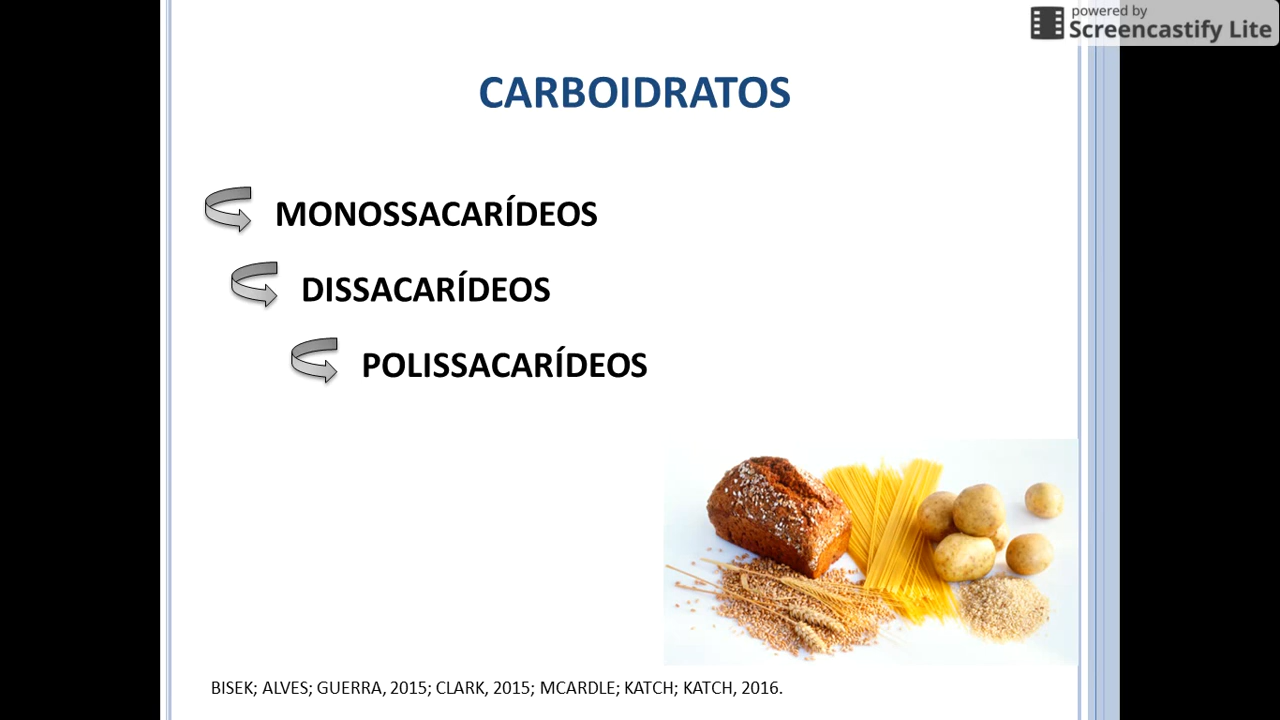 powered by
Screencastify Lite
CARBOIDRATOS
MONOSSACARÍDEOS
DISSACARÍDEOS
POLISSACARÍDEOS
BISEK; ALVES; GUERRA, 2015; CLARK, 2015; MCARDLE; KATCH; KATCH, 2016.